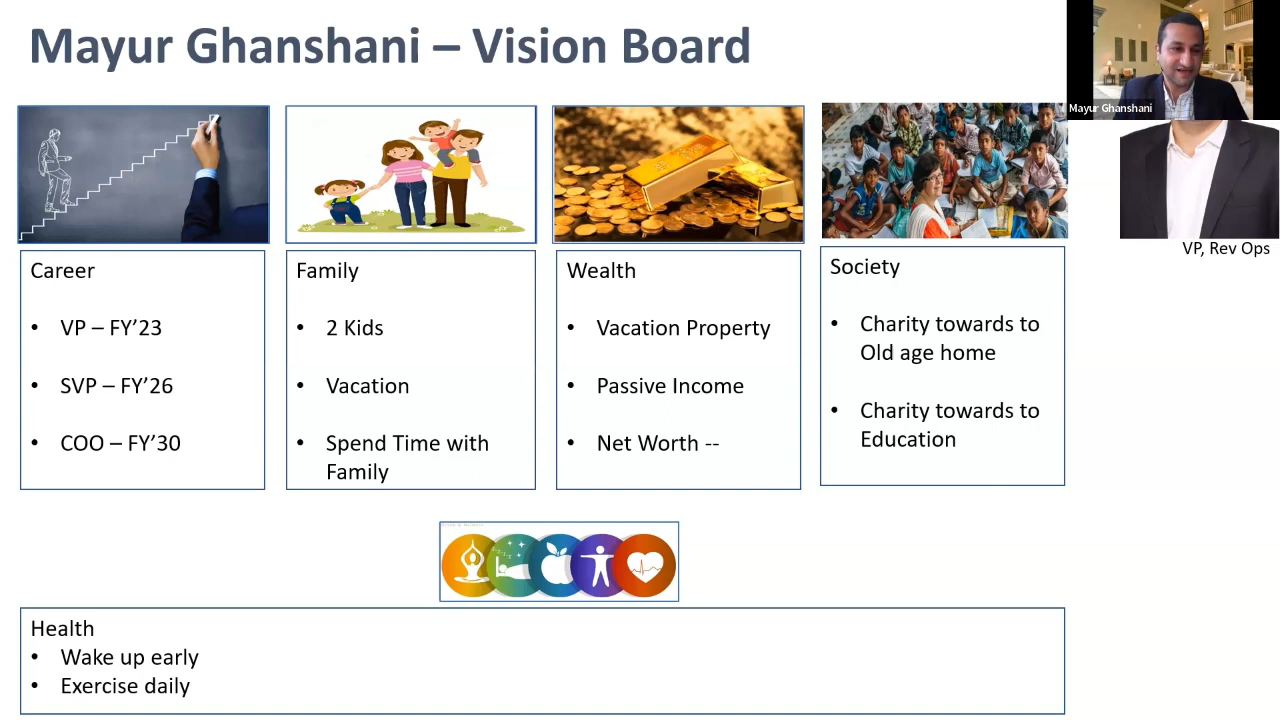 Mayur Ghanshani – Vision Board
Mayur Ghanshani
VP, Rev Ops
Career
• VP – FY’23
• SVP – FY’26
• COO – FY’30
Family
• 2 Kids
• Vacation
• Spend Time with
Family
Wealth
• Vacation Property
• Passive Income
• Net Worth --
Society
• Charity towards to
Old age home
• Charity towards to
Education
Health
• Wake up early
• Exercise daily